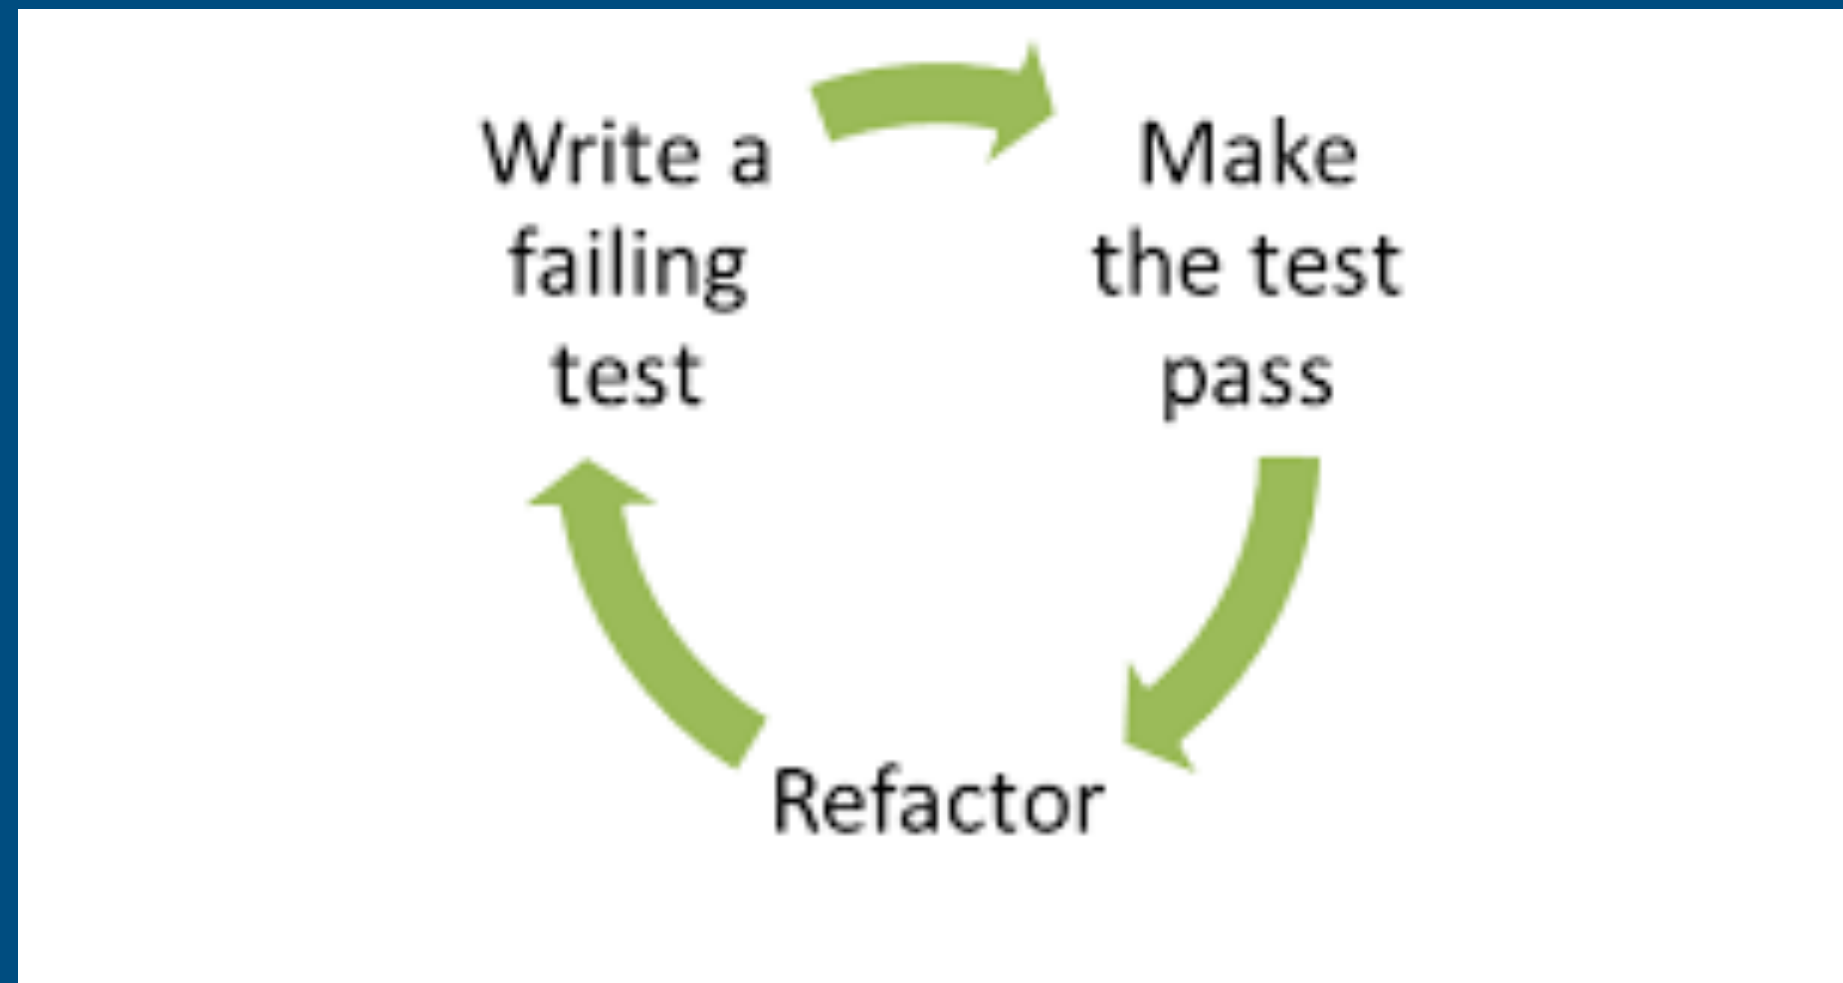 Write a
failing
test
Make
the test
pass
Refactor